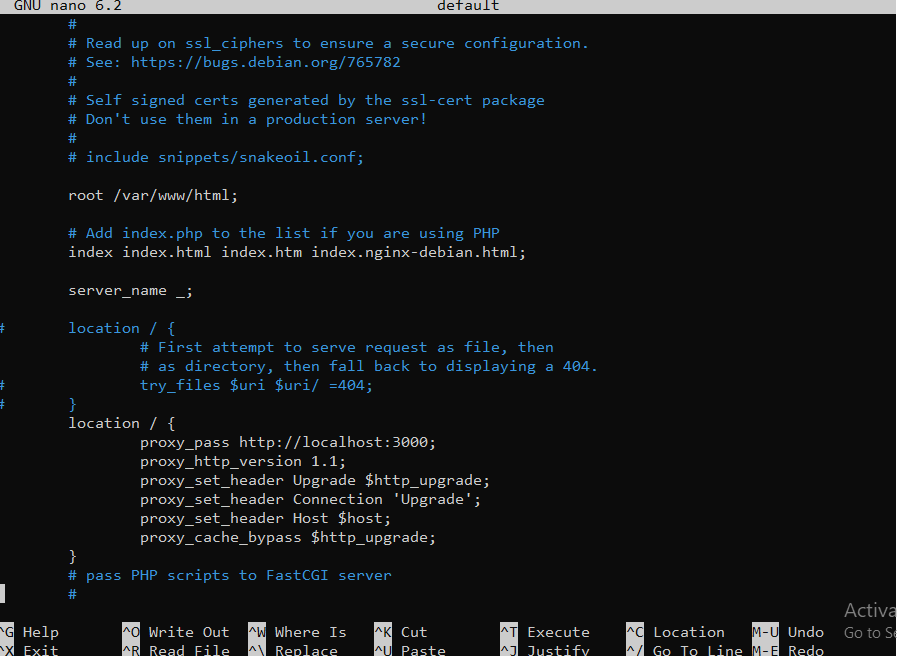 GNU nano 6.2 default
#
# Read up on ssl_ciphers to ensure a secure configuration.
# See: https://bugs.debian.org/765782
#
# Self signed certs generated by the ssl-cert package
# Don't use them in a production server!
#
# include snippets/snakeoil.conf;
root /var/www/html;
# Add index.php to the list if you are using PHP
index index.html index.htm index.nginx-debian.html;
server_name _;
# location / {
# First attempt to serve request as file, then
# as directory, then fall back to displaying a 404.
# try_files $uri $uri/ =404;
# }
location / {
proxy_pass http://localhost:3000;
proxy_http_version 1.1;
proxy_set_header Upgrade $http_upgrade;
proxy_set_header Connection 'Upgrade';
proxy_set_header Host $host;
proxy_cache_bypass $http_upgrade;
}
# pass PHP scripts to FastCGI server
#
Activa
^G Help ^O Write Out ^W Where Is ^K Cut ^T Execute ^C Location M-U Undo Go to Se
^X Exit ^R Read File ^\ Replace ^U Paste ^J Justify ^/ Go To Line M-E Redo